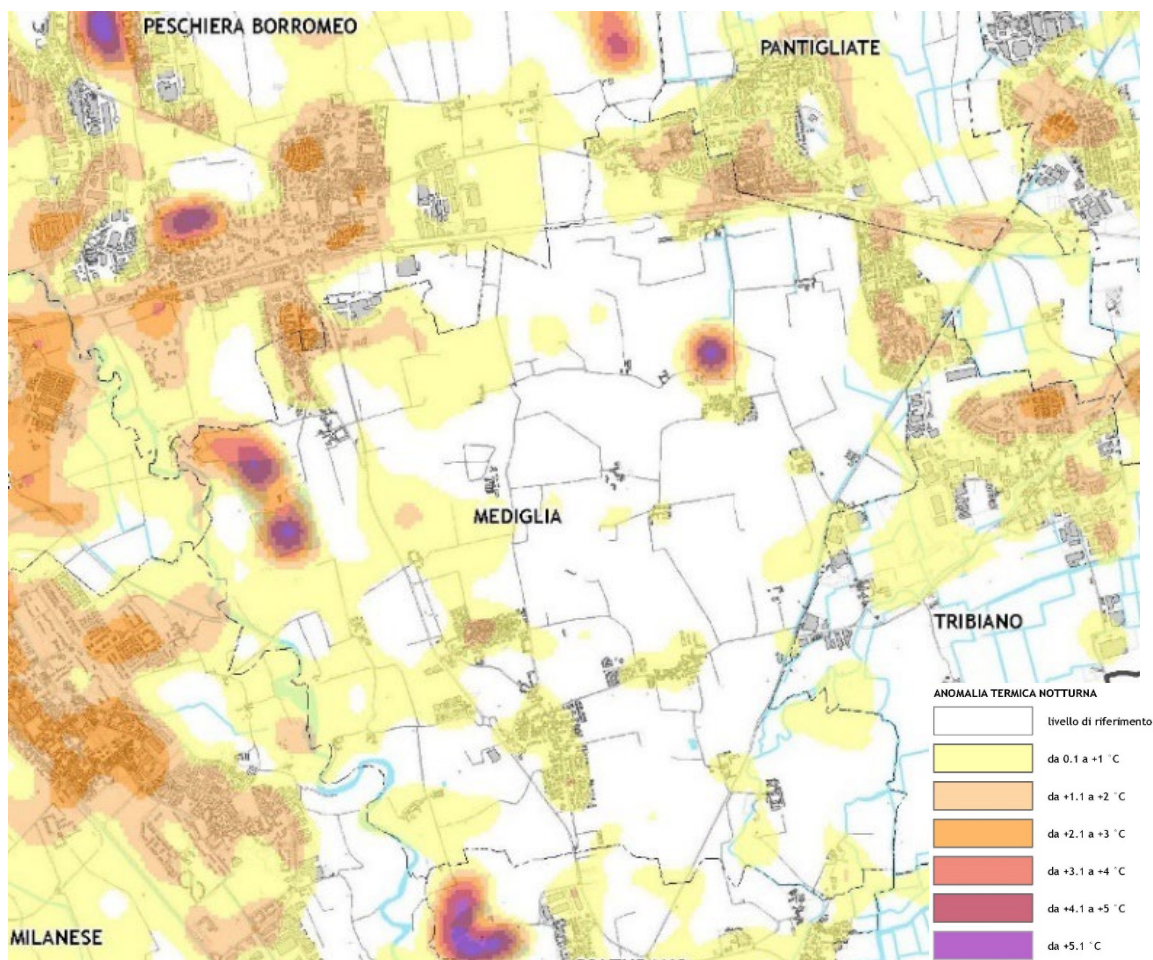 PESCHIERA BORROMEO
PANTIGLIATE
MEDIGLIA
TRIBIANO
MILANESE
ANOMALIA TERMICA NOTTURNA
livello di riferimento
da 0.1 a +1 °C
da +1.1 a +2 °C
da +2.1 a +3 °C
da +3.1 a +4 °C
da +4.1 a +5 °C
da +5.1 °C